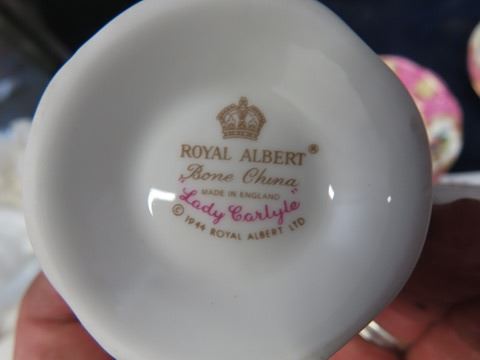 ROYAL ALBERT®
Bone China
MADE IN ENGLAND
"Lady Carlyle"
© 1944 ROYAL ALBERT LTD